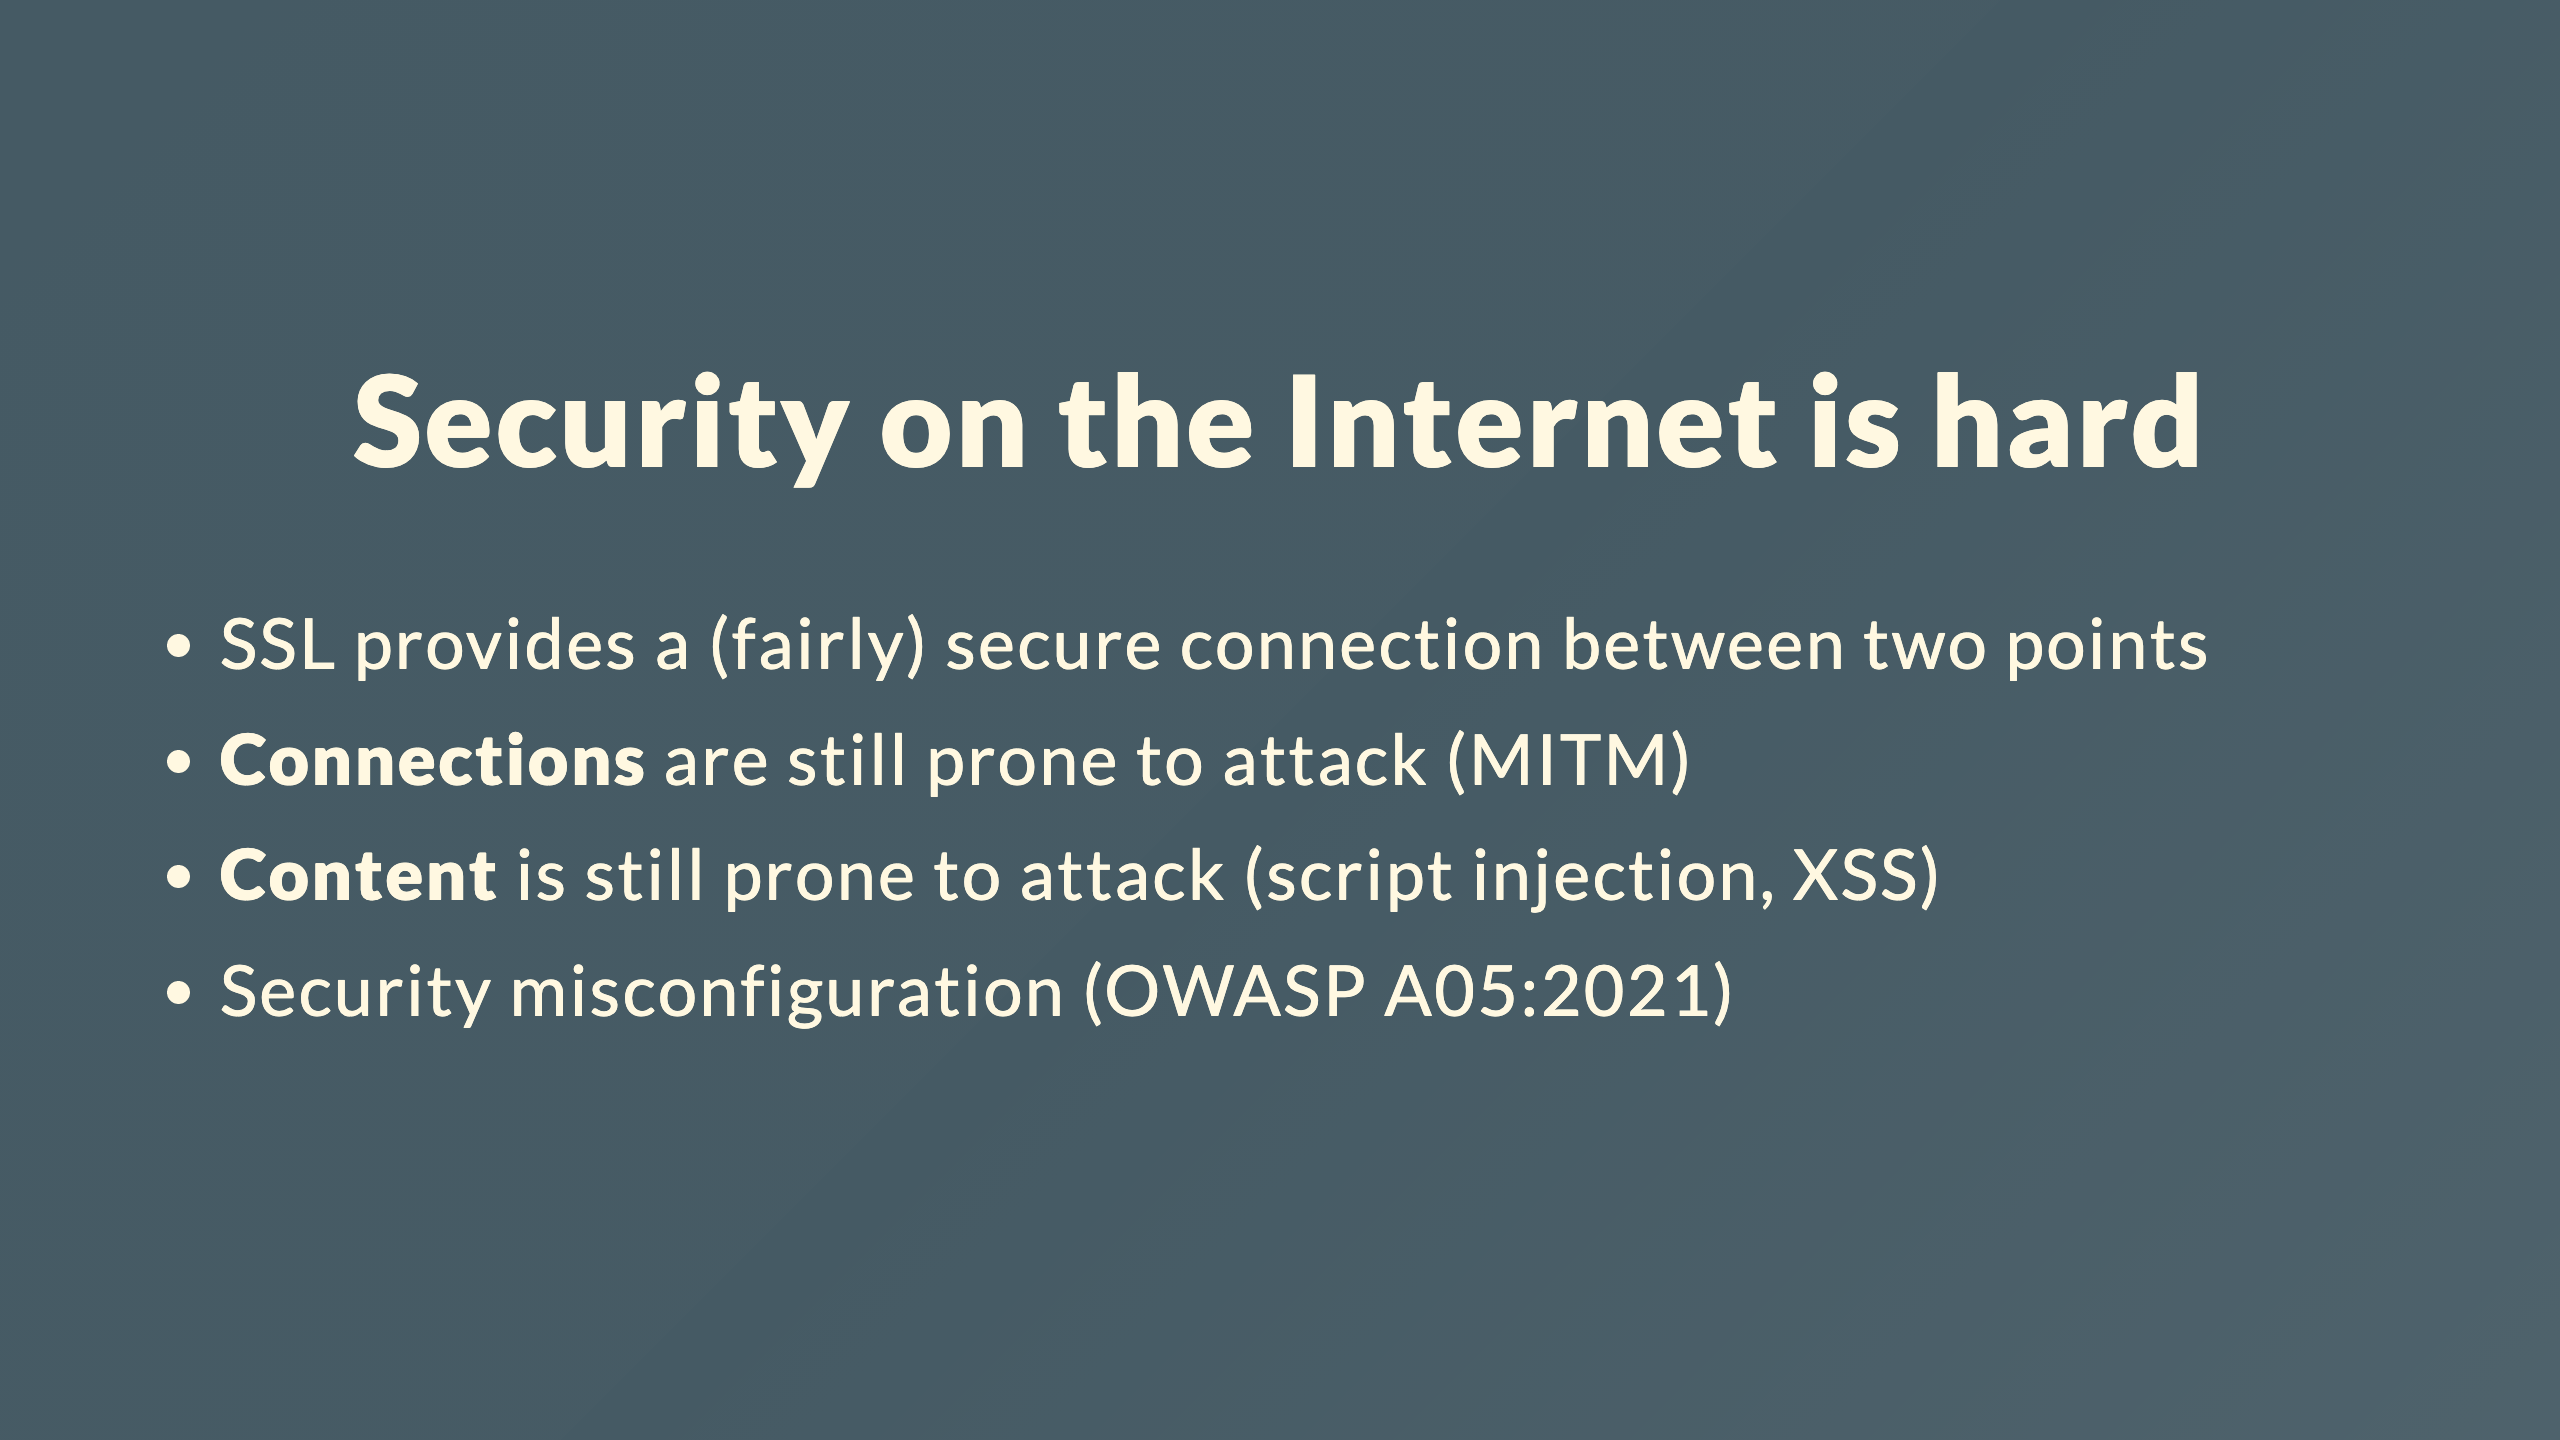 Security on the Internet is hard
• SSL provides a (fairly) secure connection between two points
• Connections are still prone to attack (MITM)
• Content is still prone to attack (script injection, XSS)
• Security misconfiguration (OWASP A05:2021)